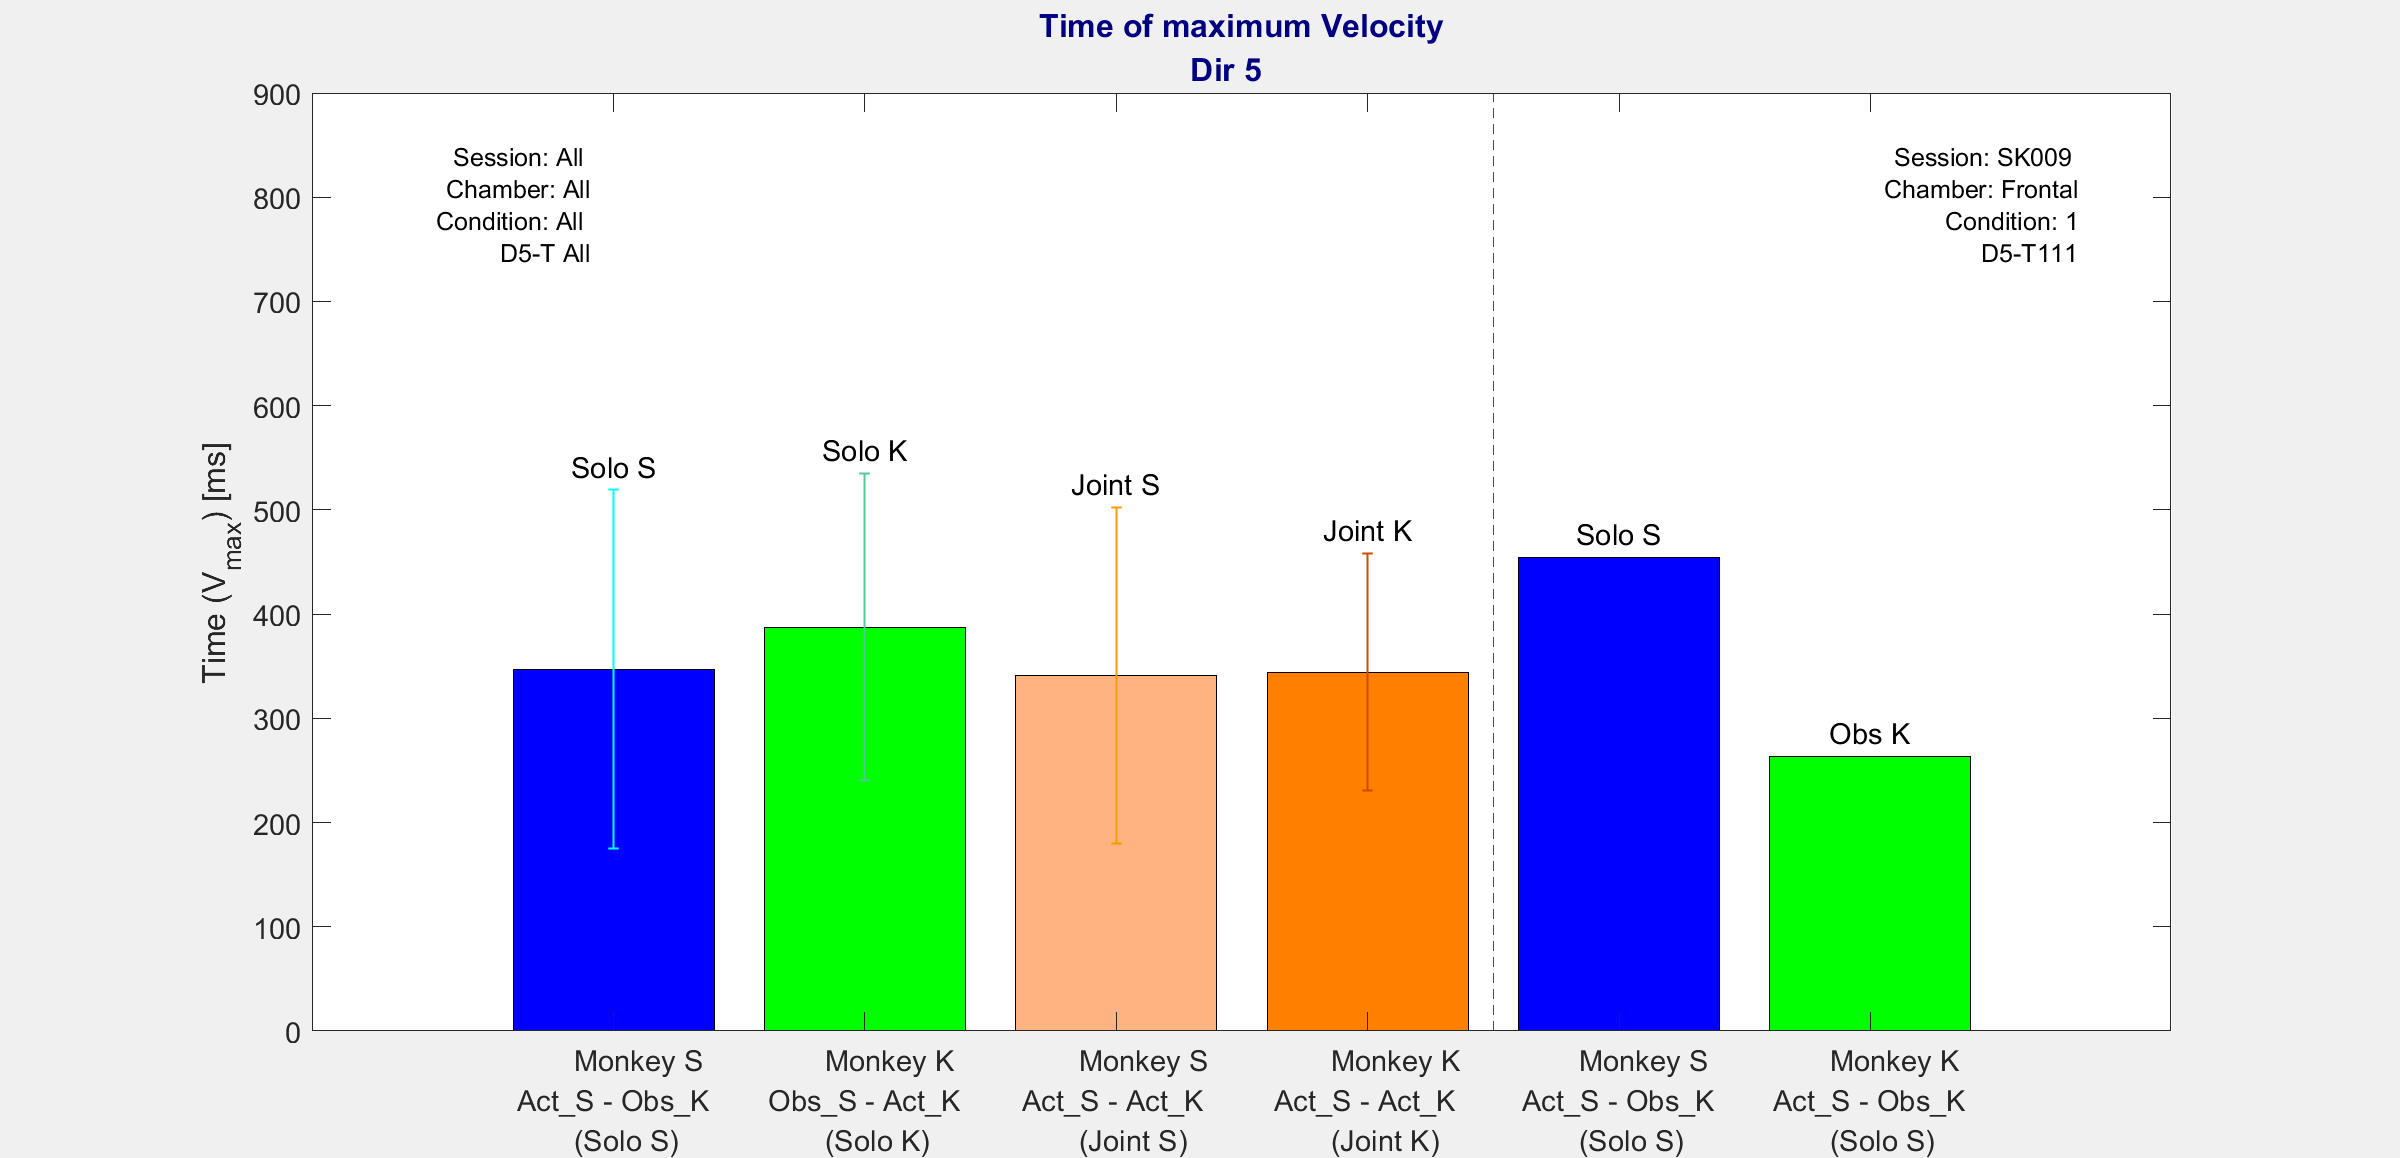 Time of maximum Velocity
Dir 5
900
800
700
600
500
400
300
200
100
0
Time (V_max) [ms]
Session: All
Chamber: All
Condition: All
D5-T All
Session: SK009
Chamber: Frontal
Condition: 1
D5-T111
Solo S
Solo K
Joint S
Joint K
Solo S
Obs K
Monkey S
Act_S - Obs_K
(Solo S)
Monkey K
Obs_S - Act_K
(Solo K)
Monkey S
Act_S - Act_K
(Joint S)
Monkey K
Act_S - Act_K
(Joint K)
Monkey S
Act_S - Obs_K
(Solo S)
Monkey K
Act_S - Obs_K
(Solo S)